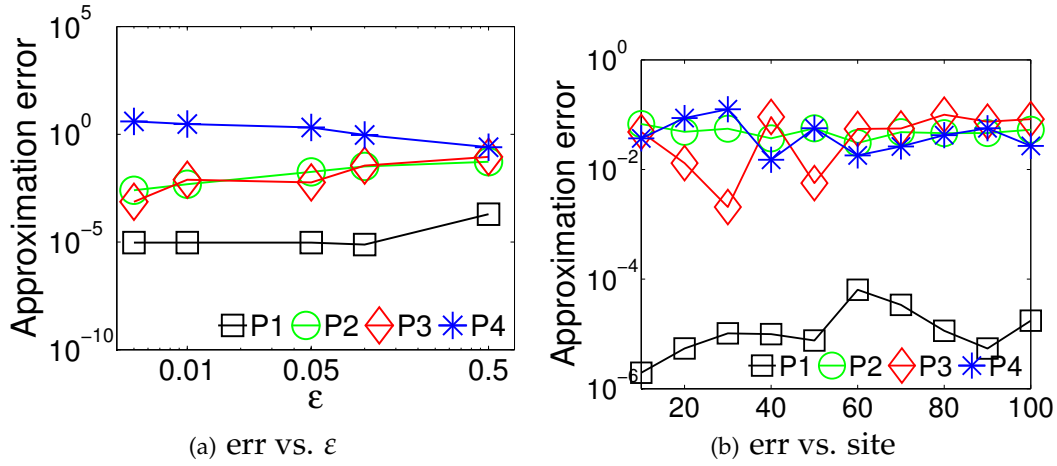 Approximation error
10^5
10^0
10^-5
10^-10
P1 P2 P3 P4
0.01 0.05 0.5
ε
(a) err vs. ε
Approximation error
10^0
10^-2
10^-4
10^-6
P1 P2 P3 P4
20 40 60 80 100
(b) err vs. site